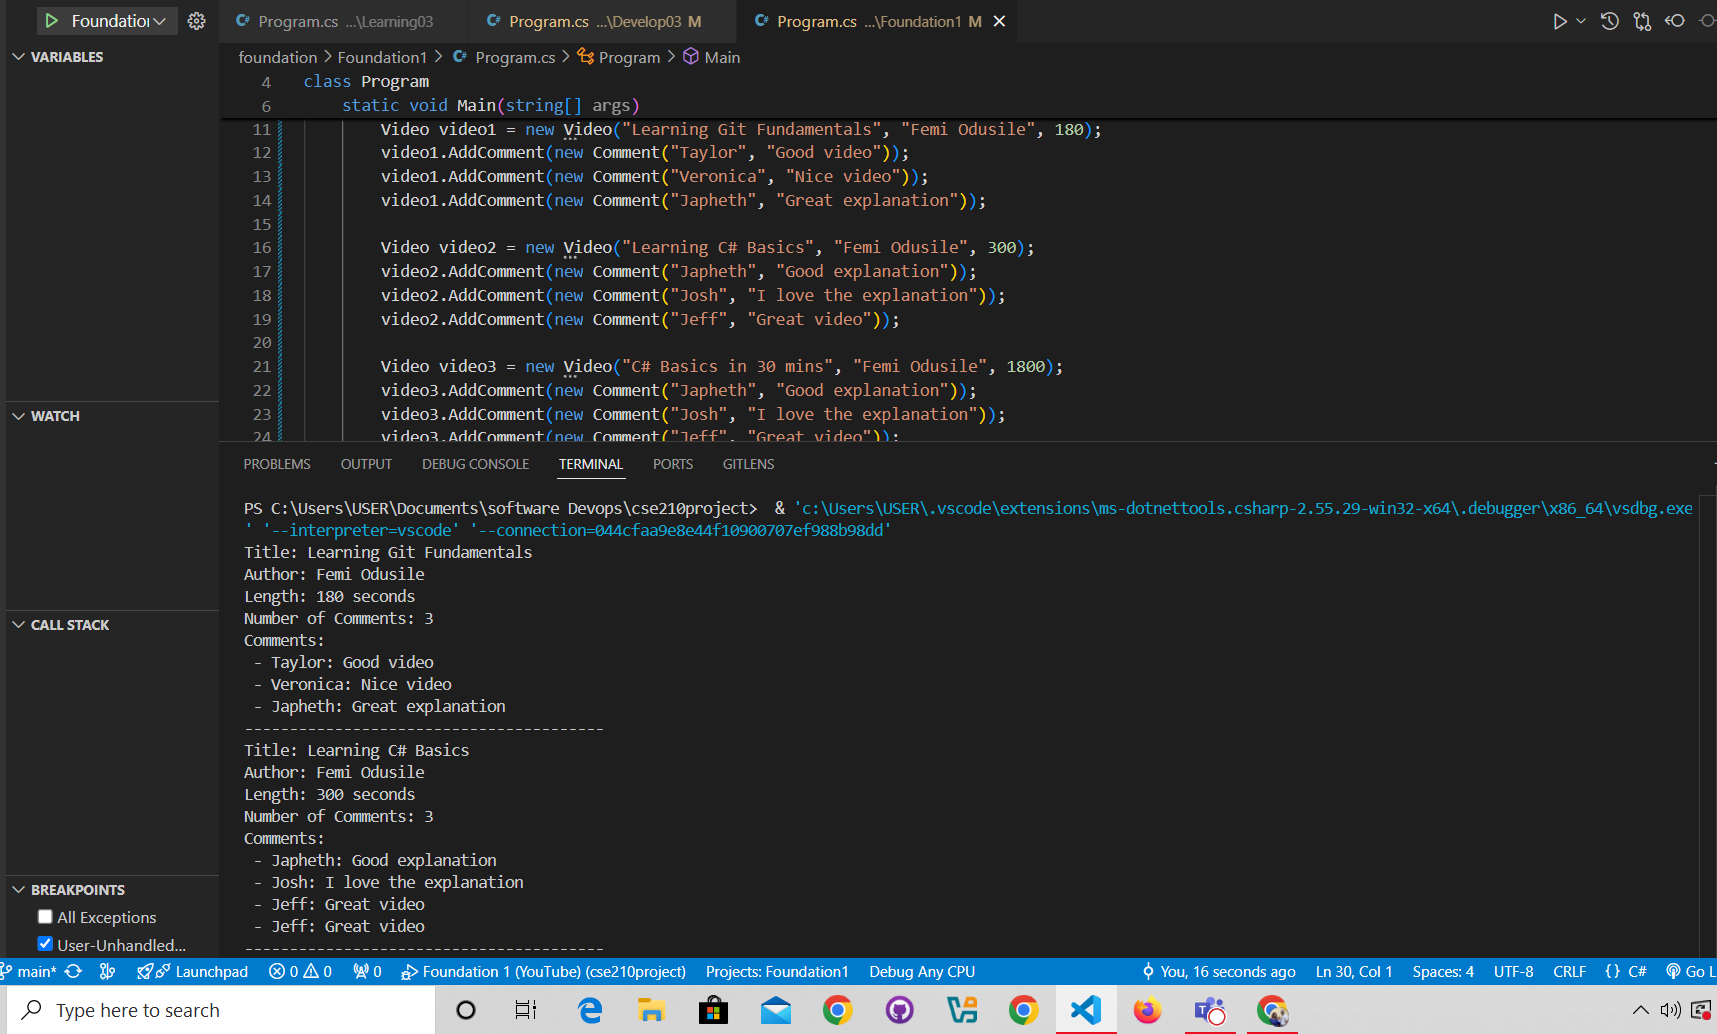 Foundation
Program.cs ...\Learning03
Program.cs ...\Develop03 M
Program.cs ...\Foundation1 M
VARIABLES
foundation > Foundation1 > Program.cs > Program > Main
4 class Program
6 static void Main(string[] args)
11 Video video1 = new Video("Learning Git Fundamentals", "Femi Odusile", 180);
12 video1.AddComment(new Comment("Taylor", "Good video"));
13 video1.AddComment(new Comment("Veronica", "Nice video"));
14 video1.AddComment(new Comment("Japheth", "Great explanation"));
15
16 Video video2 = new Video("Learning C# Basics", "Femi Odusile", 300);
17 video2.AddComment(new Comment("Japheth", "Good explanation"));
18 video2.AddComment(new Comment("Josh", "I love the explanation"));
19 video2.AddComment(new Comment("Jeff", "Great video"));
20
21 Video video3 = new Video("C# Basics in 30 mins", "Femi Odusile", 1800);
22 video3.AddComment(new Comment("Japheth", "Good explanation"));
23 video3.AddComment(new Comment("Josh", "I love the explanation"));
24 video3.AddComment(new Comment("Jeff", "Great video"));
WATCH
CALL STACK
BREAKPOINTS
All Exceptions
User-Unhandled...
PROBLEMS OUTPUT DEBUG CONSOLE TERMINAL PORTS GITLENS
PS C:\Users\USER\Documents\software Devops\cse210project> & 'c:\Users\USER\.vscode\extensions\ms-dotnettools.csharp-2.55.29-win32-x64\.debugger\x86_64\vsdbg.exe
' '--interpreter=vscode' '--connection=044cfaa9e8e44f10900707ef988b98dd'
Title: Learning Git Fundamentals
Author: Femi Odusile
Length: 180 seconds
Number of Comments: 3
Comments:
- Taylor: Good video
- Veronica: Nice video
- Japheth: Great explanation
----------------------------------------
Title: Learning C# Basics
Author: Femi Odusile
Length: 300 seconds
Number of Comments: 3
Comments:
- Japheth: Good explanation
- Josh: I love the explanation
- Jeff: Great video
- Jeff: Great video
----------------------------------------
main* Launchpad 0 0 0 Foundation 1 (YouTube) (cse210project) Projects: Foundation1 Debug Any CPU You, 16 seconds ago Ln 30, Col 1 Spaces: 4 UTF-8 CRLF {} C# Go L
Type here to search